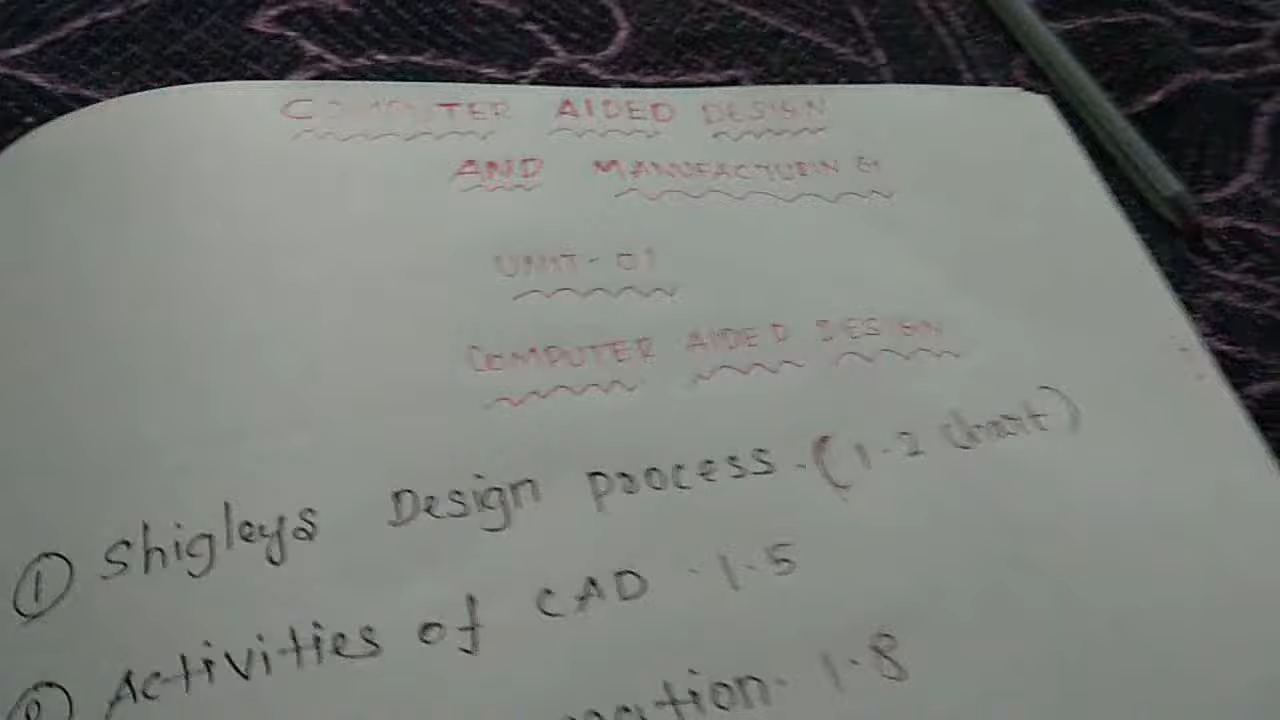 COMPUTER AIDED DESIGN
AND MANUFACTURING
UNIT-01
COMPUTER AIDED DESIGN
① Shigleys Design process.(1.2 chart)
② Activities of CAD .1.5
1.8